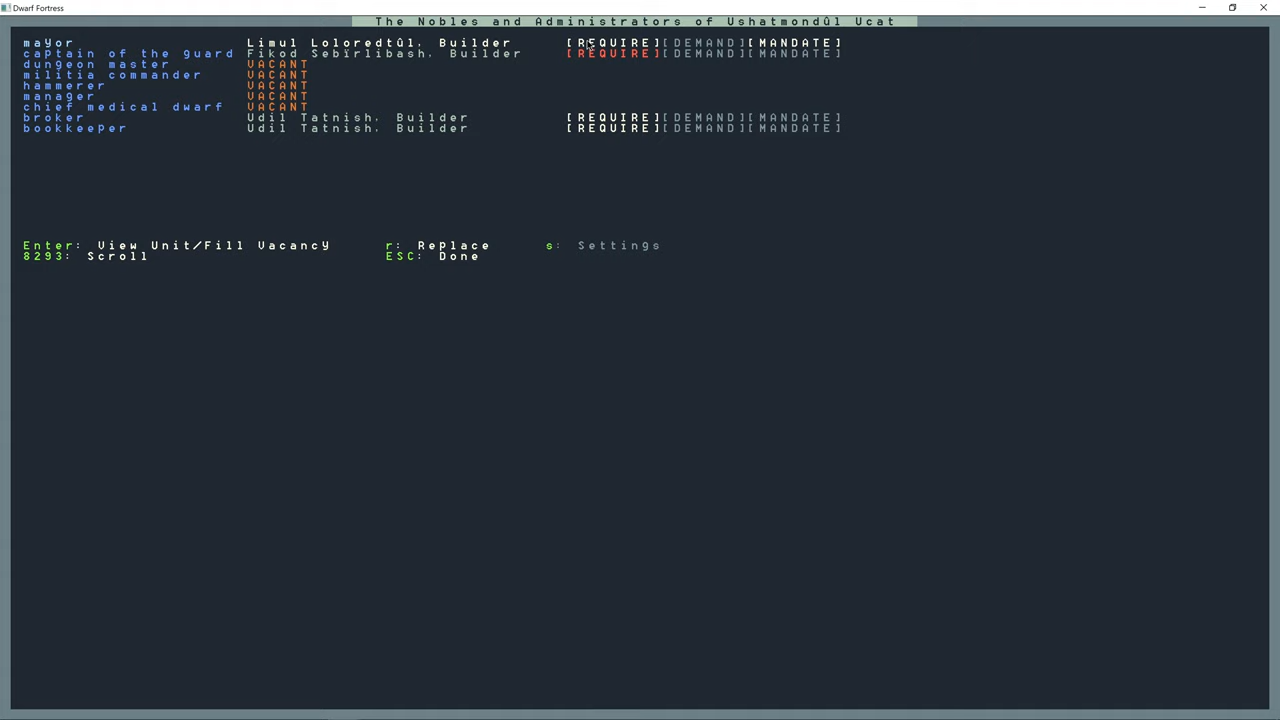 Dwarf Fortress
The Nobles and Administrators of Ushatmondûl Ucat
mayor Limul Loloredtûl, Builder [REQUIRE][DEMAND][MANDATE]
captain of the guard Fikod Sebïrlibash, Builder [REQUIRE][DEMAND][MANDATE]
dungeon master VACANT
militia commander VACANT
hammerer VACANT
manager VACANT
chief medical dwarf VACANT
broker Udil Tatnish, Builder [REQUIRE][DEMAND][MANDATE]
bookkeeper Udil Tatnish, Builder [REQUIRE][DEMAND][MANDATE]
Enter: View Unit/Fill Vacancy r: Replace s: Settings
8293: Scroll ESC: Done